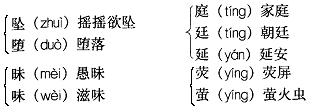 坠（zhuì）摇摇欲坠
堕（duò）堕落
昧（mèi）愚昧
味（wèi）滋味
庭（tíng）家庭
廷（tíng）朝廷
延（yán）延安
荧（yíng）荧屏
萤（yíng）萤火虫